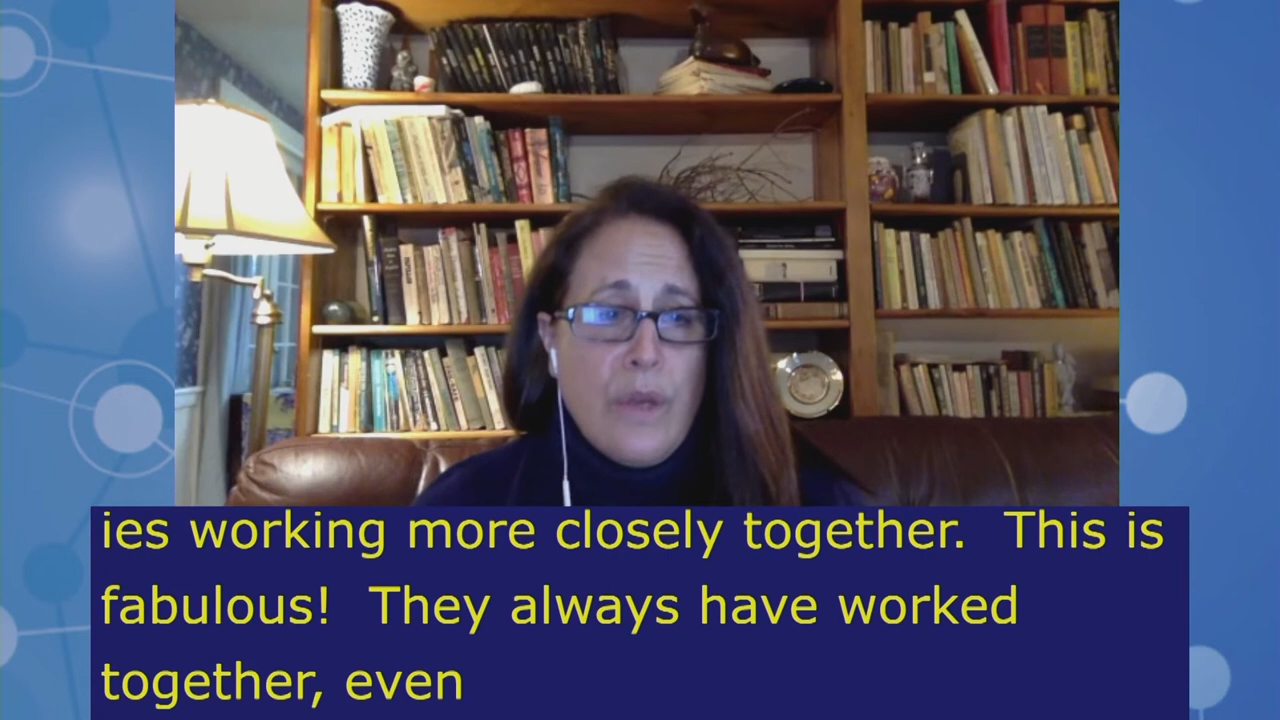 ies working more closely together.  This is
fabulous!  They always have worked
together, even